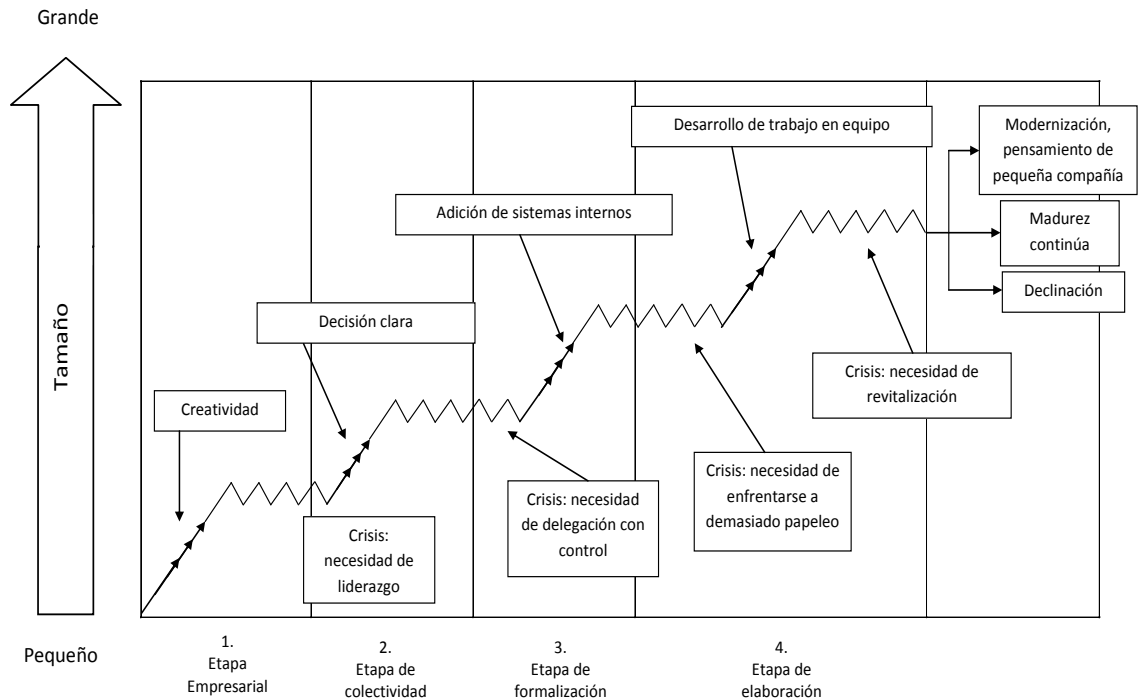 Grande
Modernización,
pensamiento de
pequeña compañía
Desarrollo de trabajo en equipo
Adición de sistemas internos
Madurez
continúa
Declinación
Decisión clara
Tamaño
Crisis: necesidad de
revitalización
Creatividad
Crisis: necesidad de
enfrentarse a
demasiado papeleo
Crisis: necesidad
de delegación con
control
Crisis:
necesidad de
liderazgo
Pequeño
1.
Etapa
Empresarial
2.
Etapa de
colectividad
3.
Etapa de
formalización
4.
Etapa de
elaboración